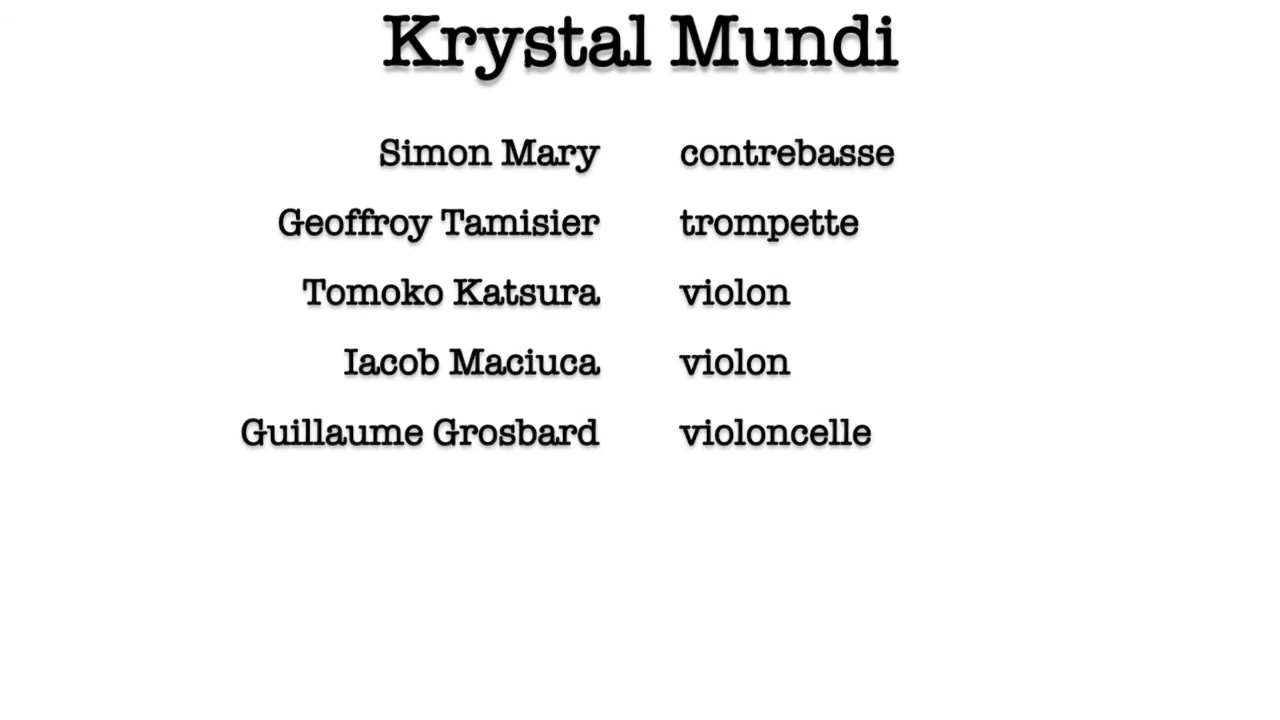 Krystal Mundi
Simon Mary contrebasse
Geoffroy Tamisier trompette
Tomoko Katsura violon
Iacob Maciuca violon
Guillaume Grosbard violoncelle